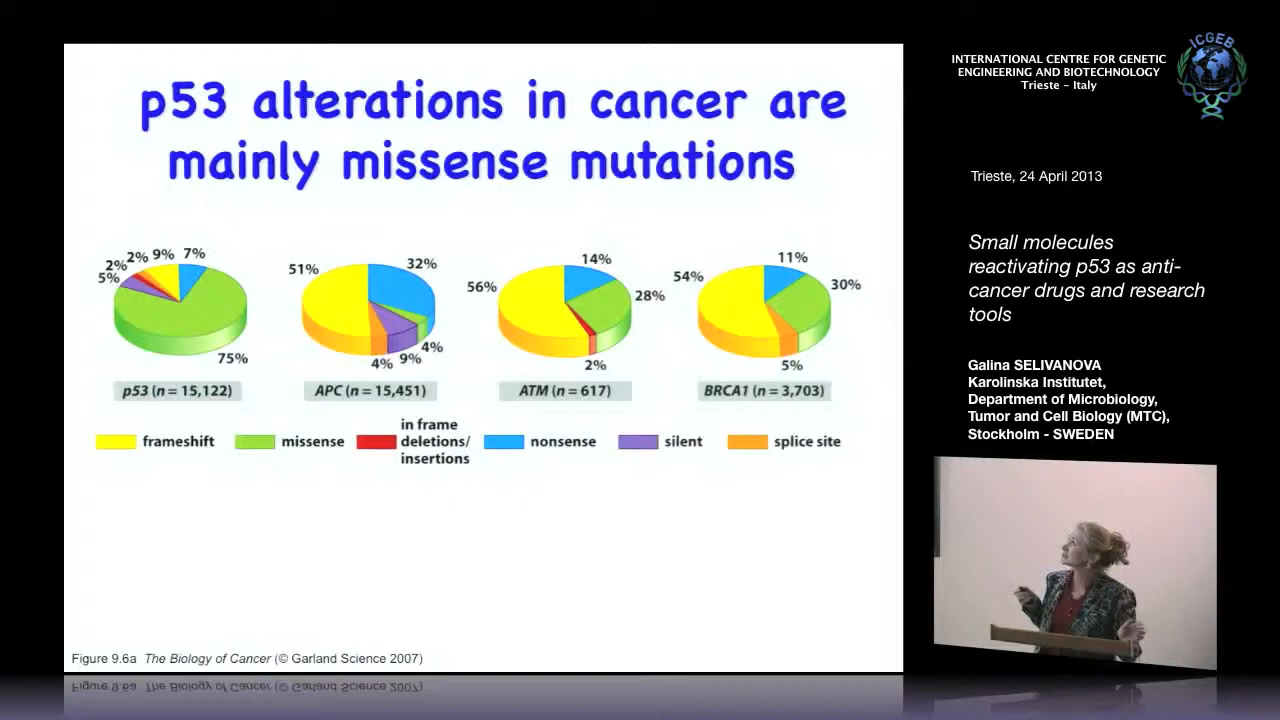 p53 alterations in cancer are
mainly missense mutations
2%
2%
9%
7%
5%
75%
p53 (n = 15,122)
51%
32%
4%
9%
4%
APC (n = 15,451)
56%
14%
28%
2%
ATM (n = 617)
54%
11%
30%
5%
BRCA1 (n = 3,703)
frameshift
missense
in frame
deletions/
insertions
nonsense
silent
splice site
Figure 9.6a The Biology of Cancer (© Garland Science 2007)
INTERNATIONAL CENTRE FOR GENETIC
ENGINEERING AND BIOTECHNOLOGY
Trieste - Italy
ICGEB
Trieste, 24 April 2013
Small molecules
reactivating p53 as anti-
cancer drugs and research
tools
Galina SELIVANOVA
Karolinska Institutet,
Department of Microbiology,
Tumor and Cell Biology (MTC),
Stockholm - SWEDEN